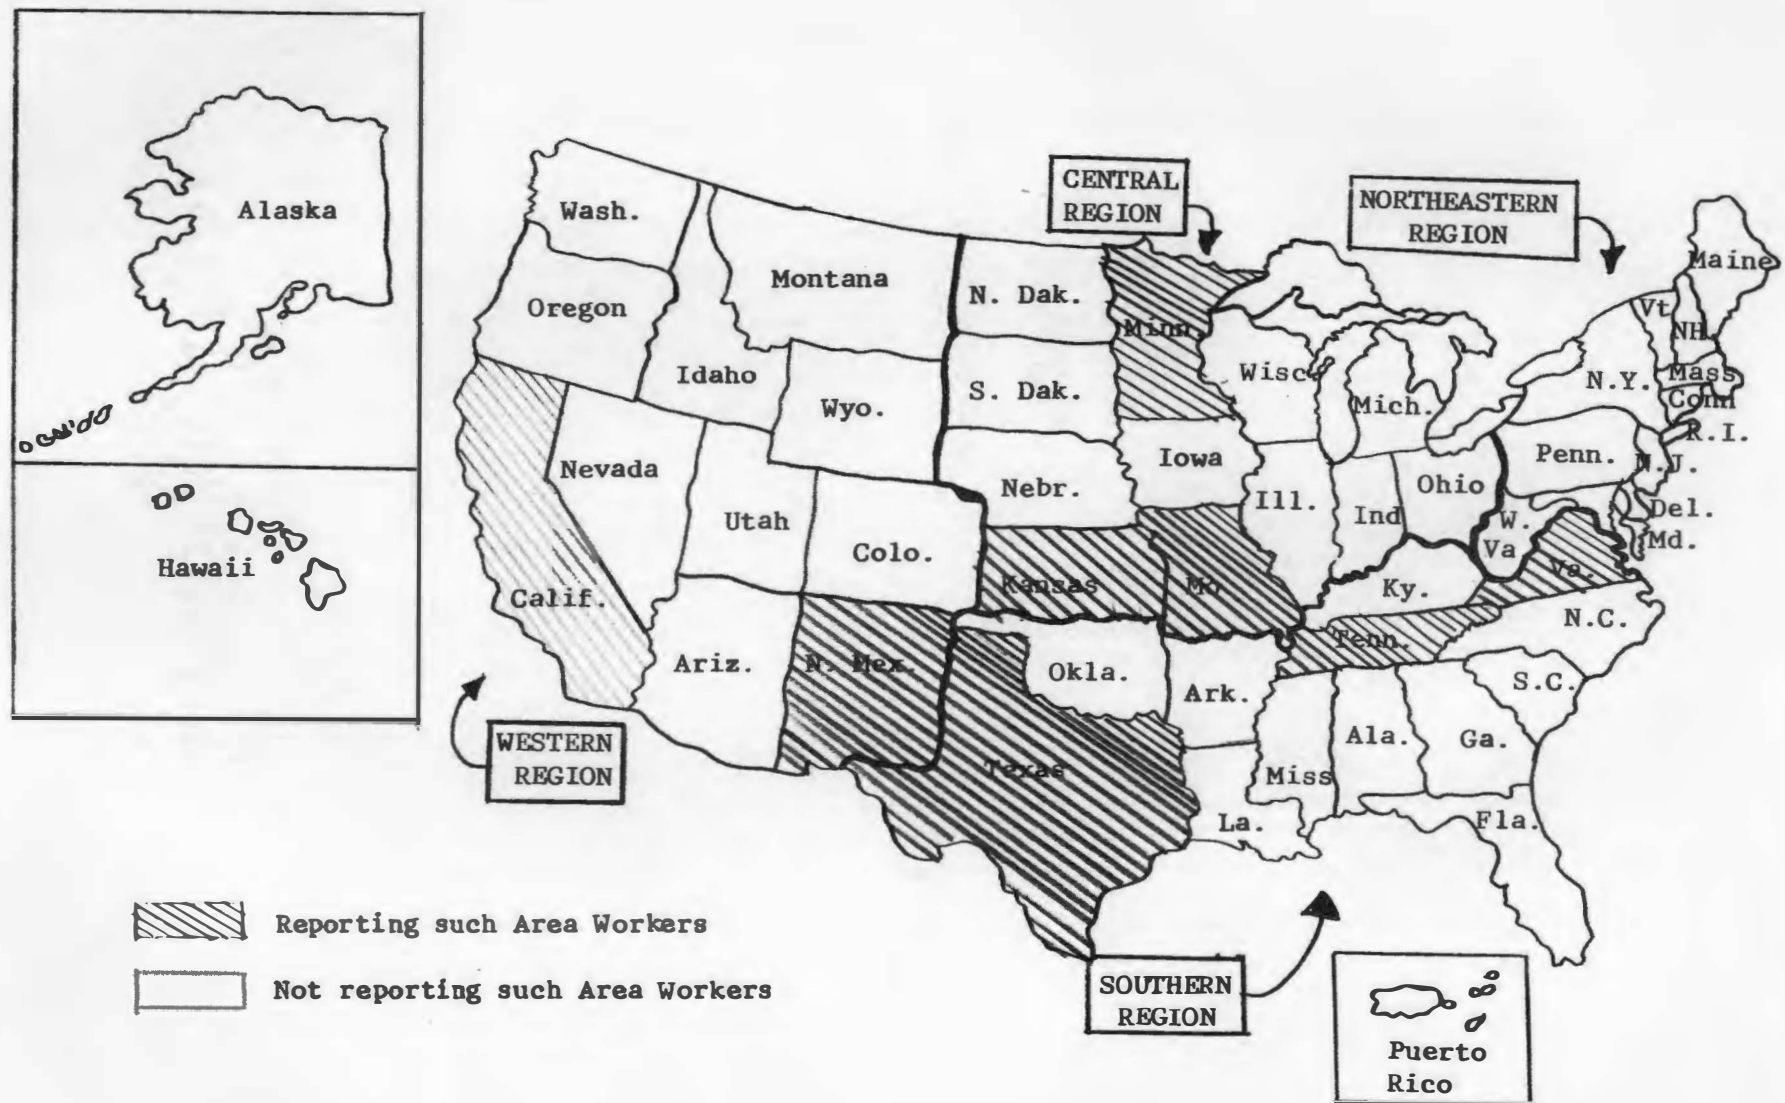 Alaska
Hawaii
CENTRAL
REGION
NORTHEASTERN
REGION
Wash.
Oregon
Montana
Idaho
Wyo.
N. Dak.
S. Dak.
Nebr.
Minn
Wisc
Mich.
Iowa
Ill.
Ind
Ohio
Penn.
N.Y.
Vt
NH
Maine
Mass
Conn
R.I.
N.J.
Del.
Md.
W.
Va
Va.
Nevada
Utah
Colo.
Calif.
Ariz.
N. Mex.
Kansas
Mo
Ky.
Tenn.
N.C.
S.C.
Okla.
Ark.
Texas
La.
Miss
Ala.
Ga.
Fla.
WESTERN
REGION
SOUTHERN
REGION
Puerto
Rico
Reporting such Area Workers
Not reporting such Area Workers